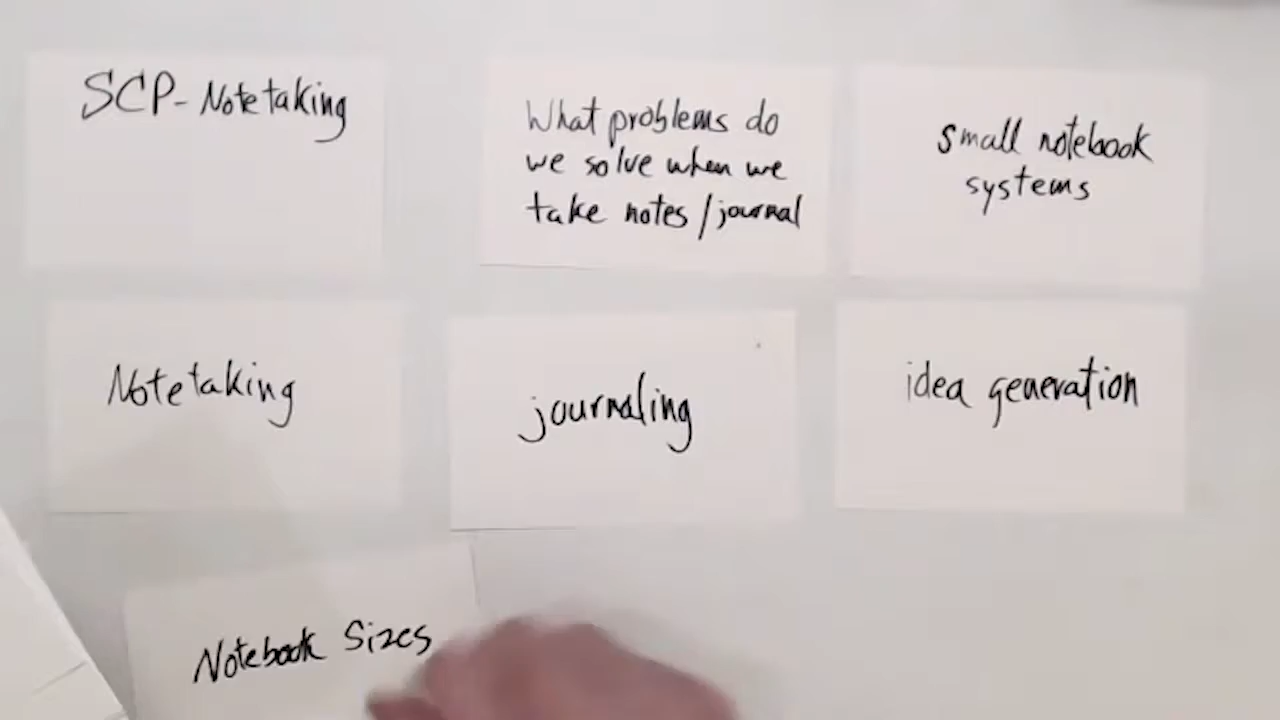 SCP- Notetaking
What problems do
we solve when we
take notes / journal
small notebook
systems
Notetaking
journaling
idea generation
Notebook Sizes